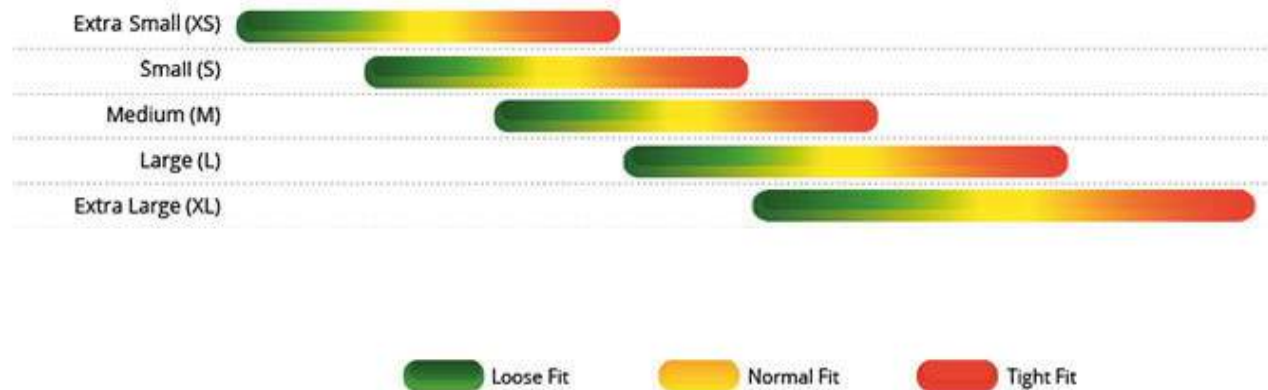 Extra Small (XS)
Small (S)
Medium (M)
Large (L)
Extra Large (XL)
Loose Fit
Normal Fit
Tight Fit